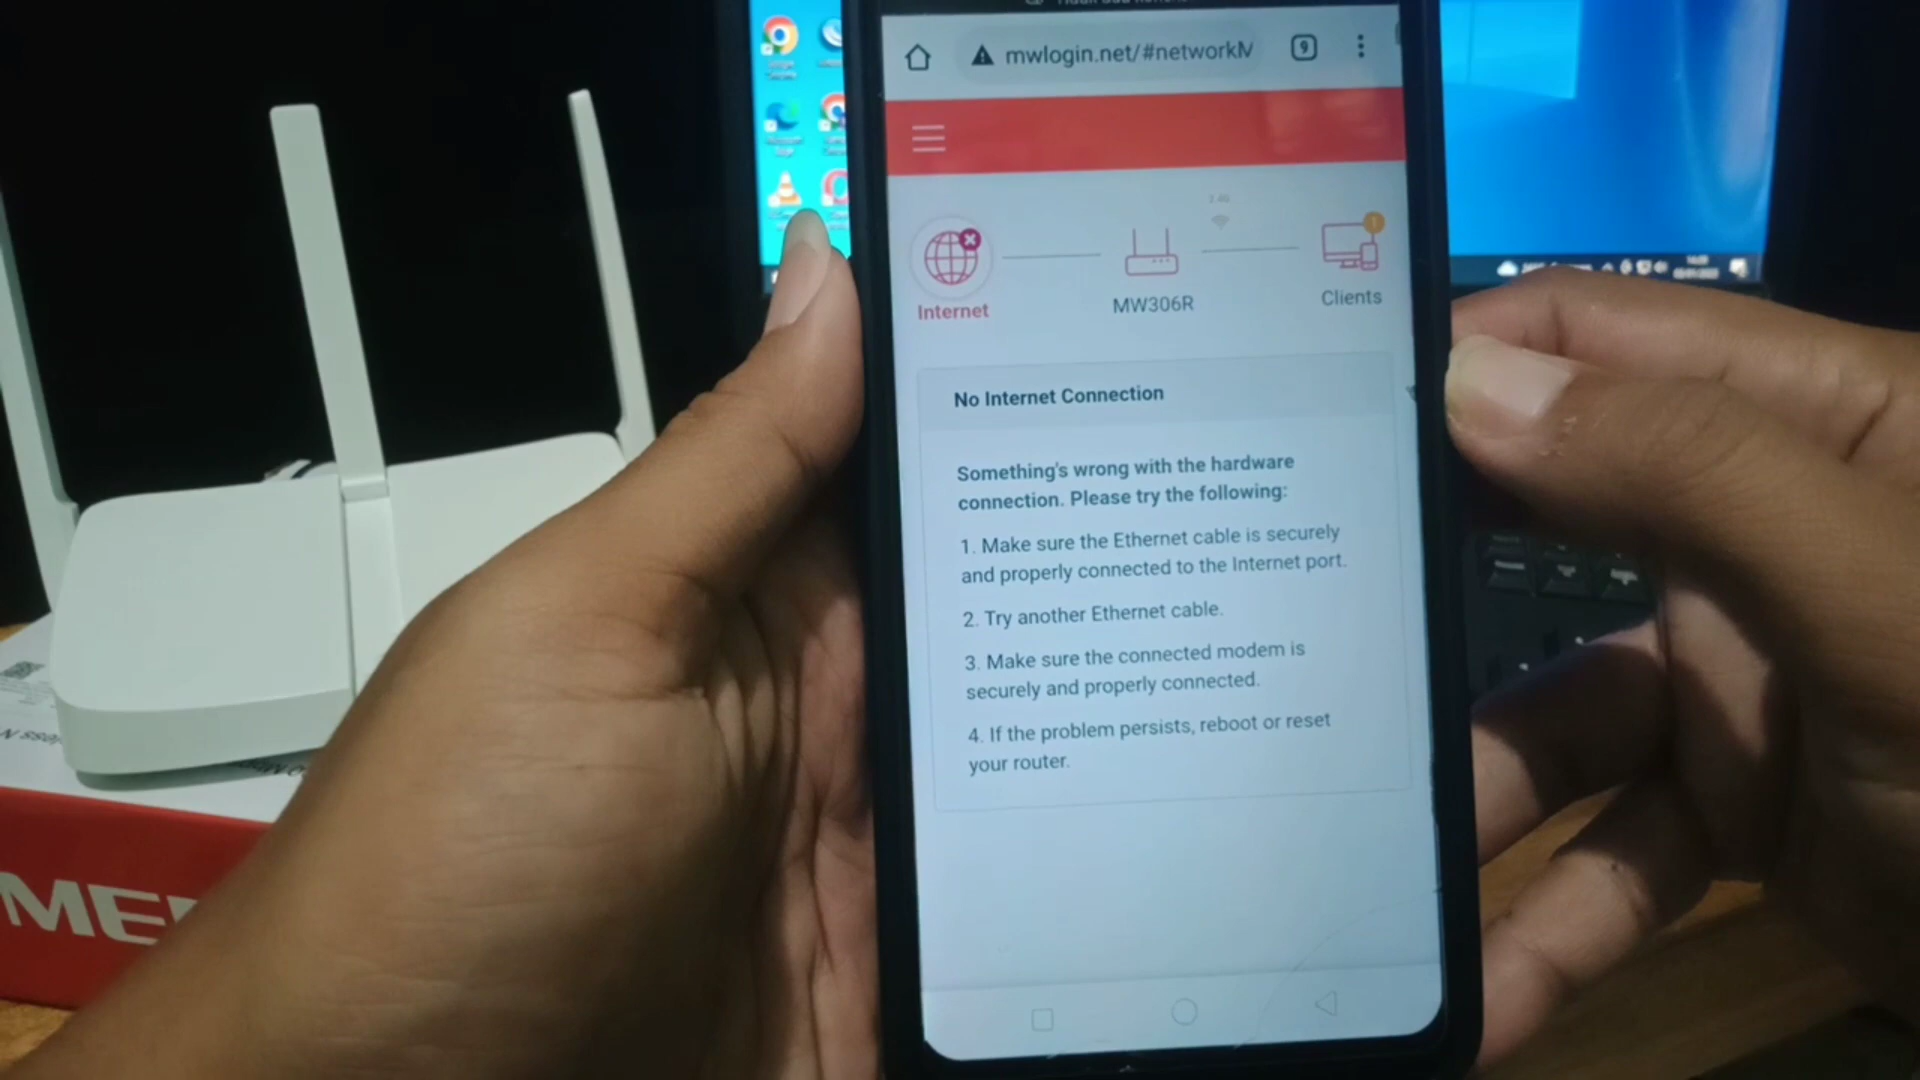 mwlogin.net/#networkM
9
1
Internet
MW306R
Clients
No Internet Connection
Something's wrong with the hardware
connection. Please try the following:
1. Make sure the Ethernet cable is securely
and properly connected to the Internet port.
2. Try another Ethernet cable.
3. Make sure the connected modem is
securely and properly connected.
4. If the problem persists, reboot or reset
your router.
ME